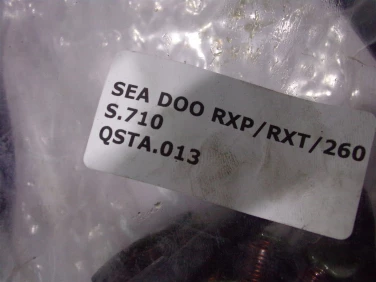 SEA DOO RXP/RXT/260
S.710
QSTA.013